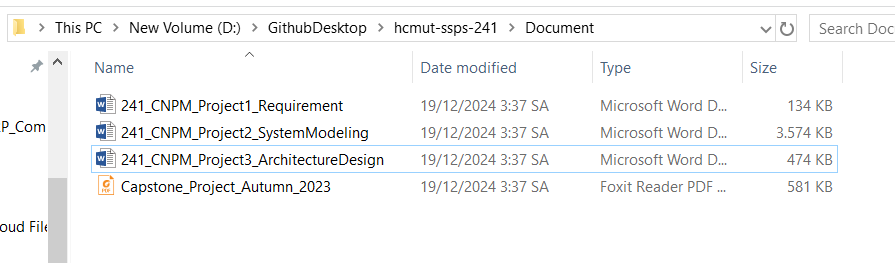 This PC > New Volume (D:) > GithubDesktop > hcmut-ssps-241 > Document
Search Doc
Name Date modified Type Size
241_CNPM_Project1_Requirement 19/12/2024 3:37 SA Microsoft Word D... 134 KB
P_Com
241_CNPM_Project2_SystemModeling 19/12/2024 3:37 SA Microsoft Word D... 3.574 KB
241_CNPM_Project3_ArchitectureDesign 19/12/2024 3:37 SA Microsoft Word D... 474 KB
Capstone_Project_Autumn_2023 19/12/2024 3:37 SA Foxit Reader PDF ... 581 KB
oud File